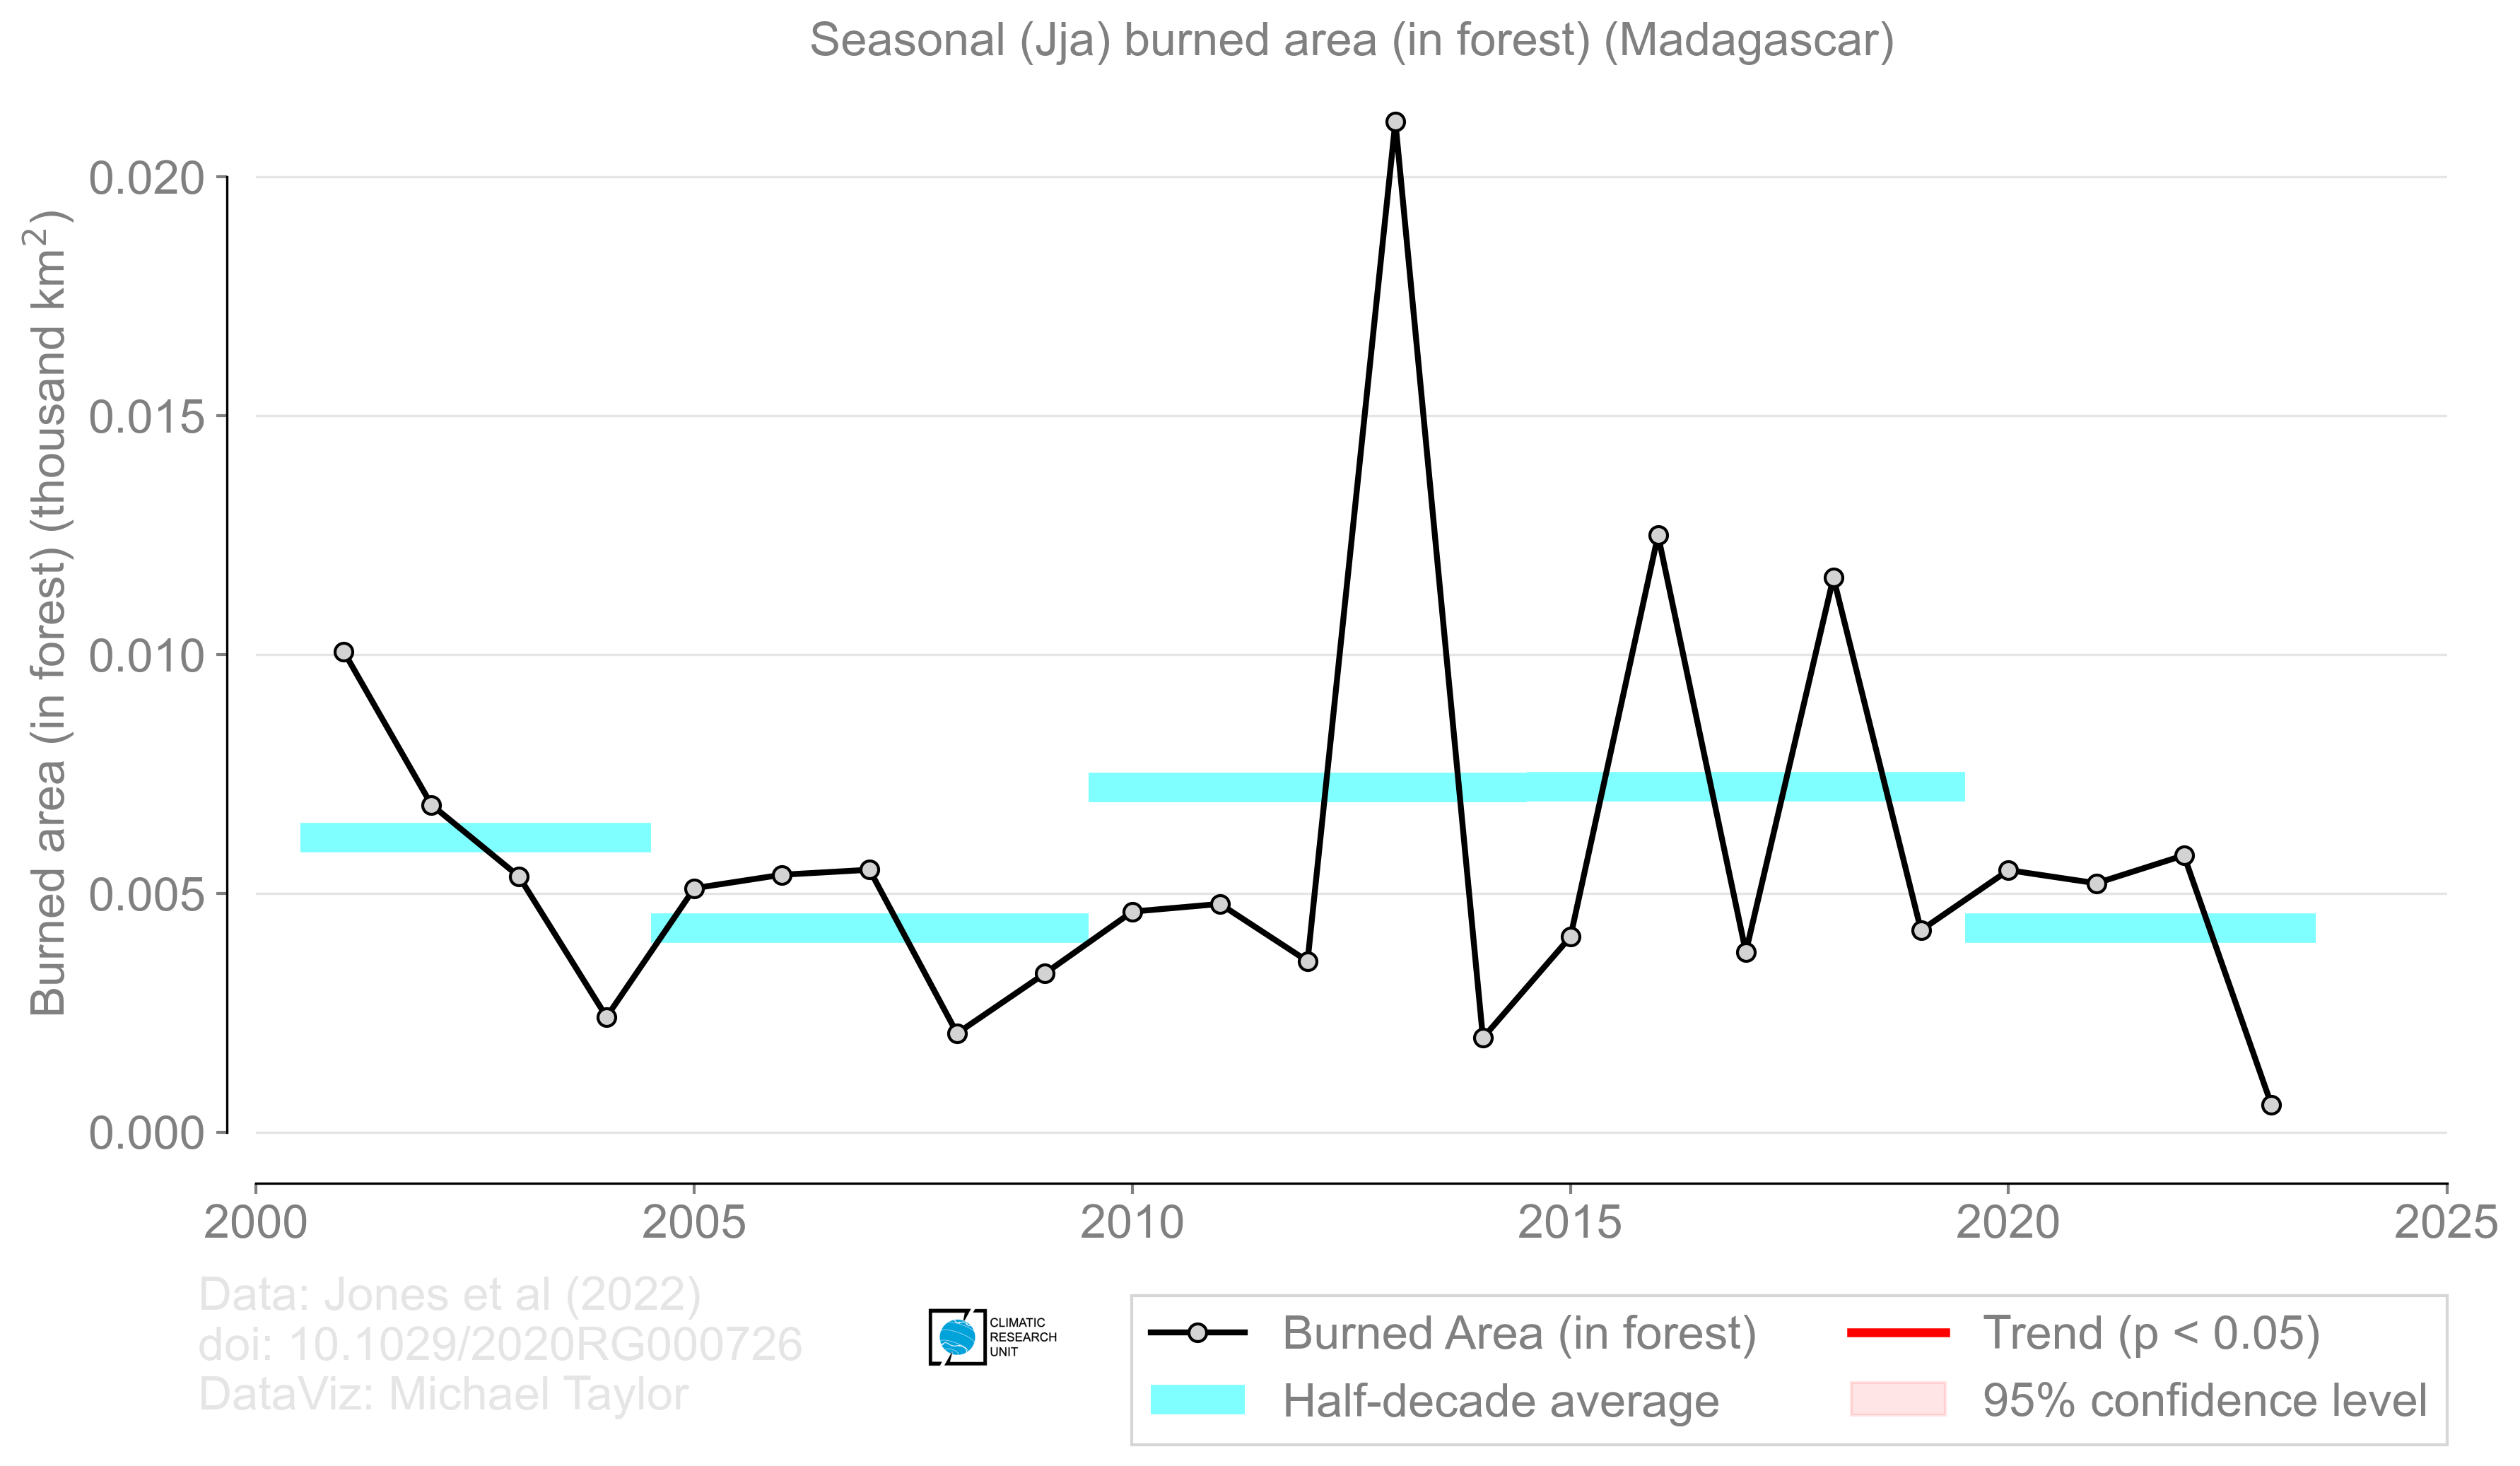 Seasonal (Jja) burned area (in forest) (Madagascar)
Burned area (in forest) (thousand km²)
0.020
0.015
0.010
0.005
0.000
2000 2005 2010 2015 2020 2025
Data: Jones et al (2022)
doi: 10.1029/2020RG000726
DataViz: Michael Taylor
CLIMATIC
RESEARCH
UNIT
Burned Area (in forest)
Half-decade average
Trend (p < 0.05)
95% confidence level